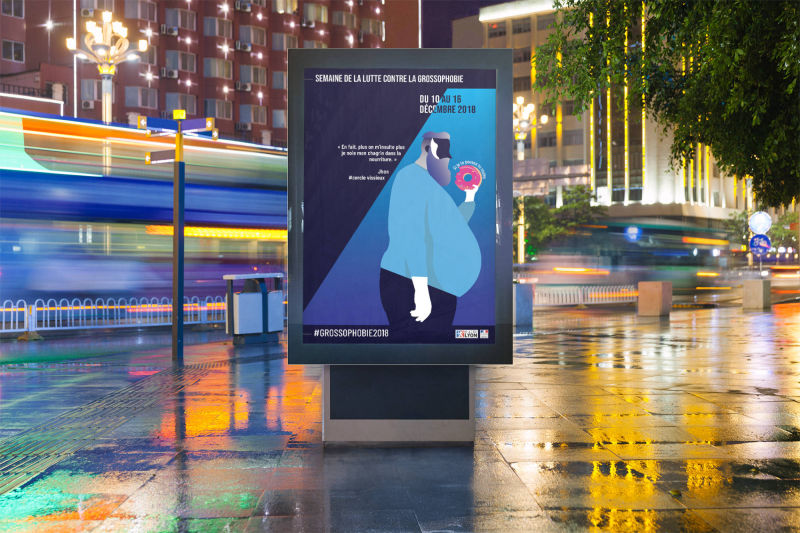 SEMAINE DE LA LUTTE CONTRE LA GROSSOPHOBIE
DU 10 AU 16
DÉCEMBRE 2018
« En fait, plus on m'insulte plus
je noie mon chagrin dans la
nourriture. »
#cercle vicieux
#GROSSOPHOBIE2018
LYON